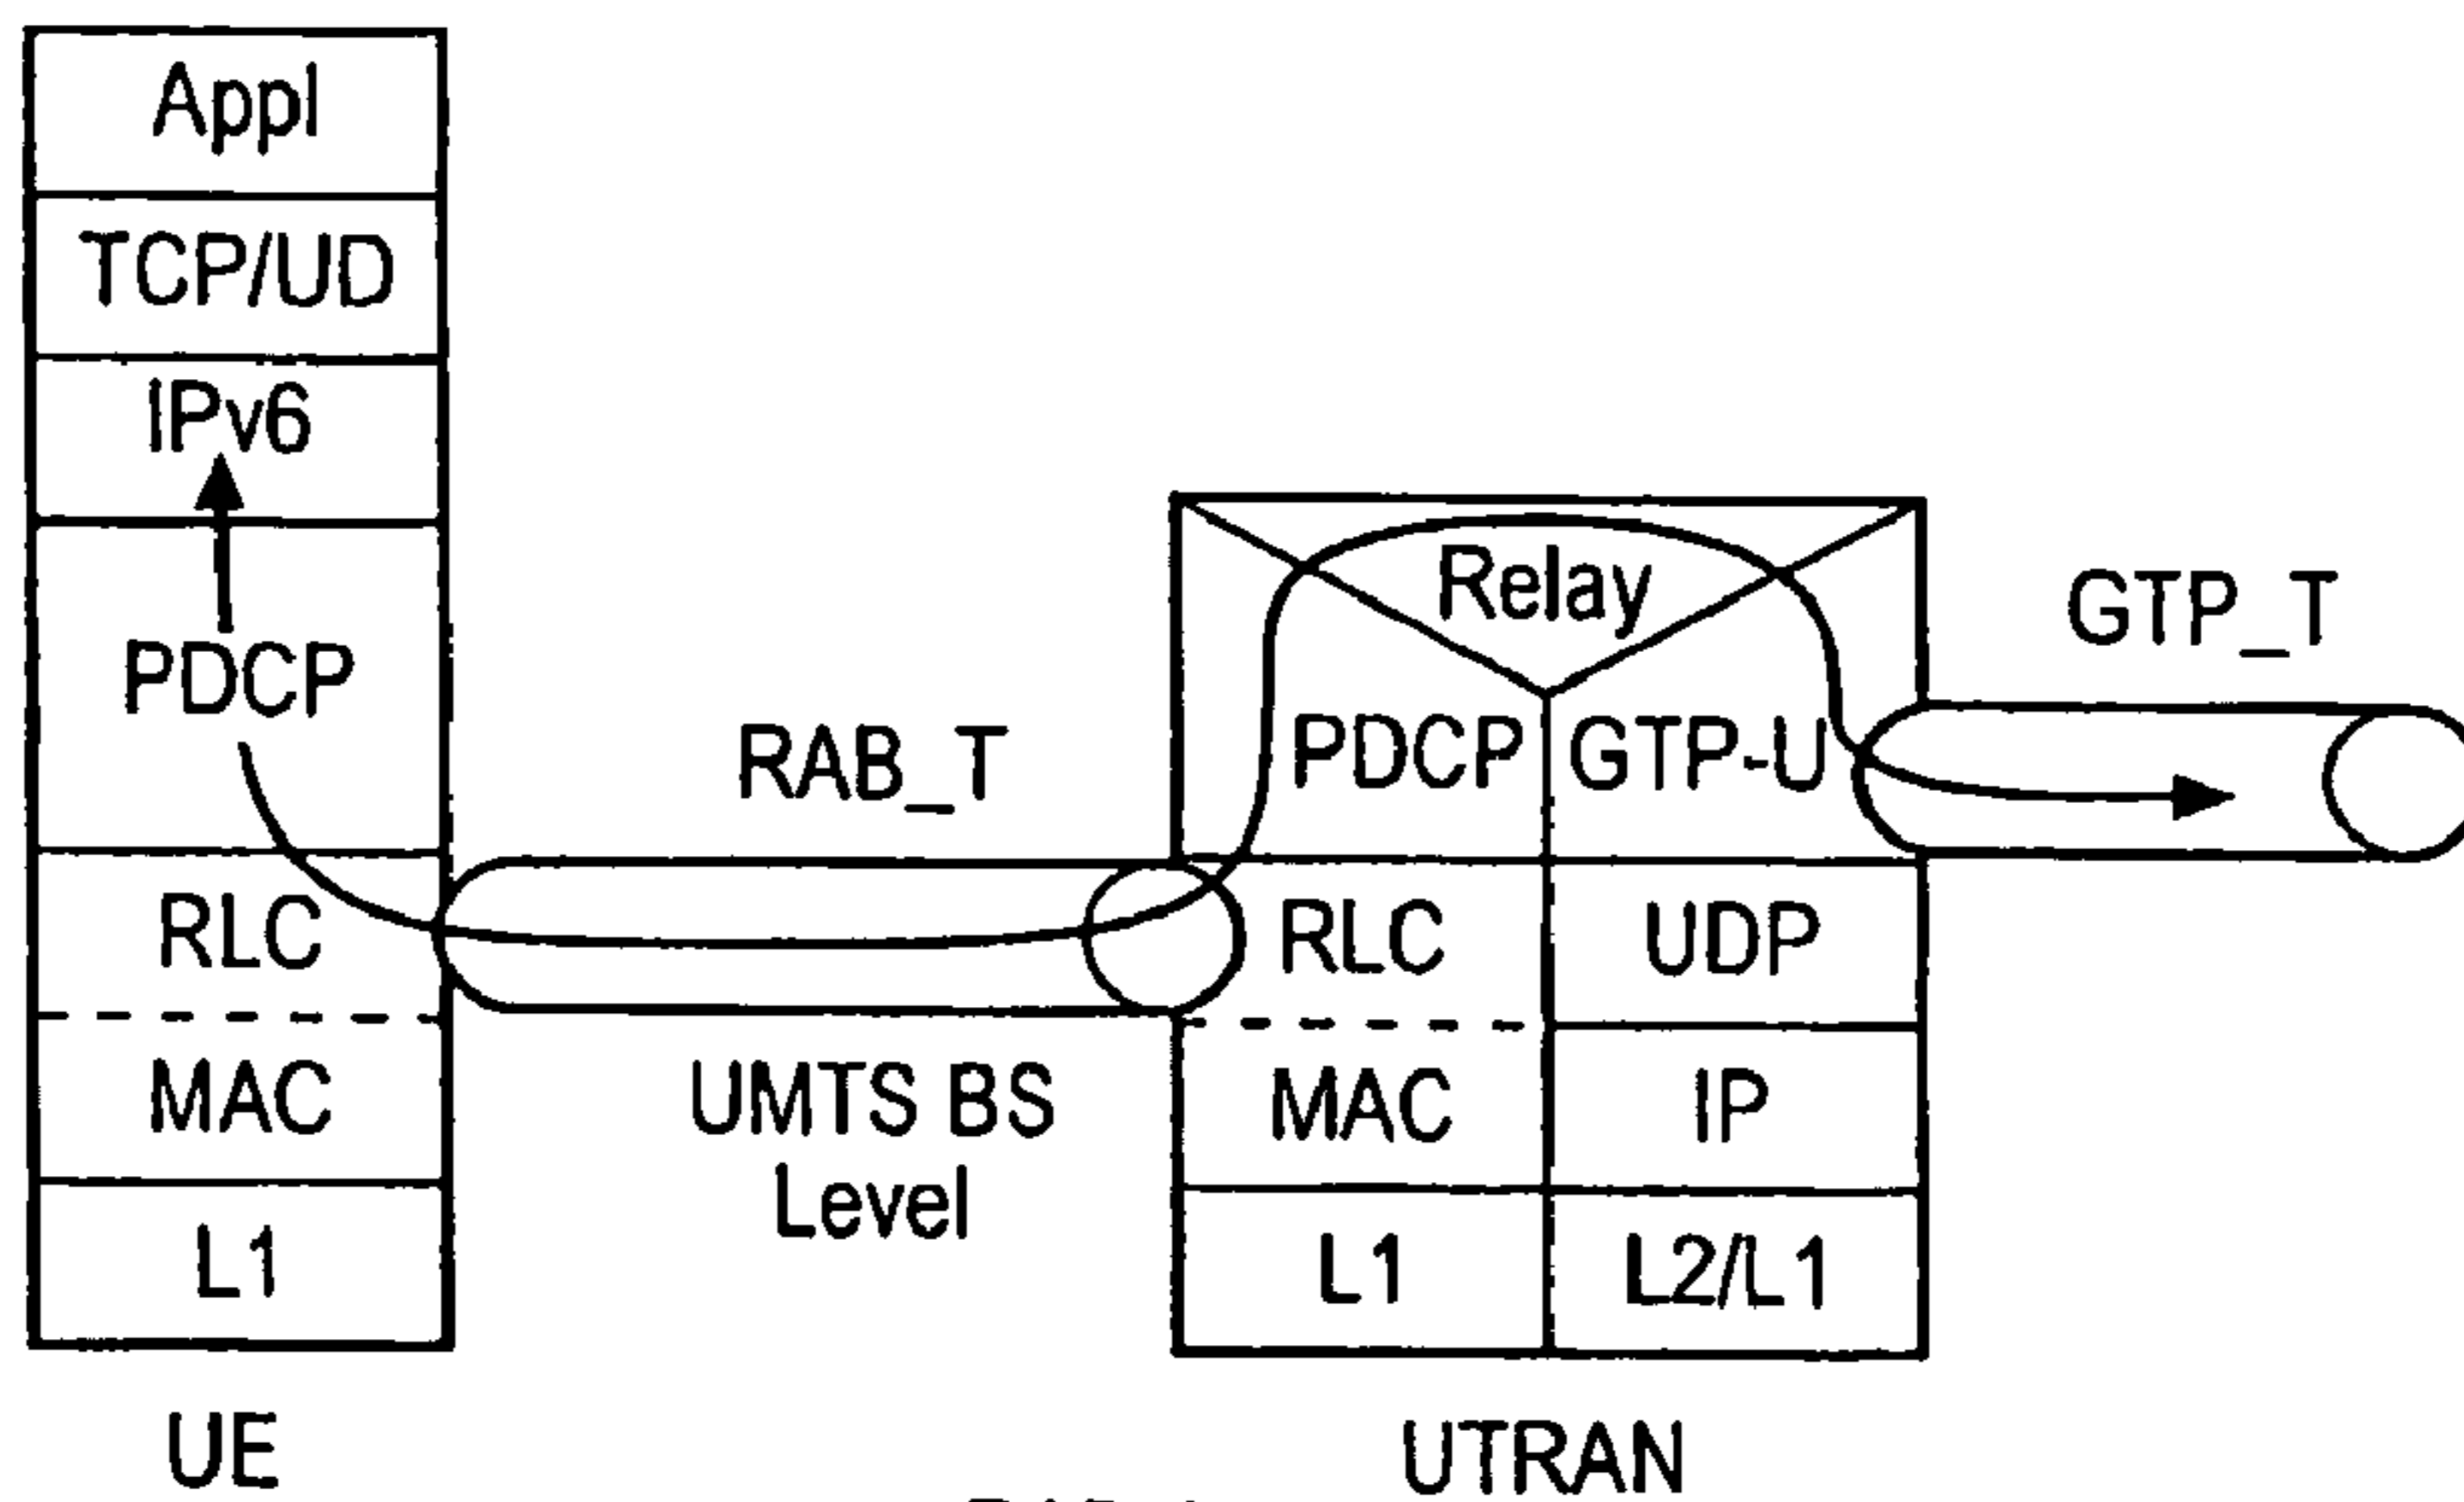 Appl
TCP/UD
IPv6
PDCP
RLC
MAC
L1
UE
RAB_T
UMTS BS
Level
Relay
PDCP
GTP-U
RLC
UDP
MAC
IP
L1
L2/L1
UTRAN
GTP_T